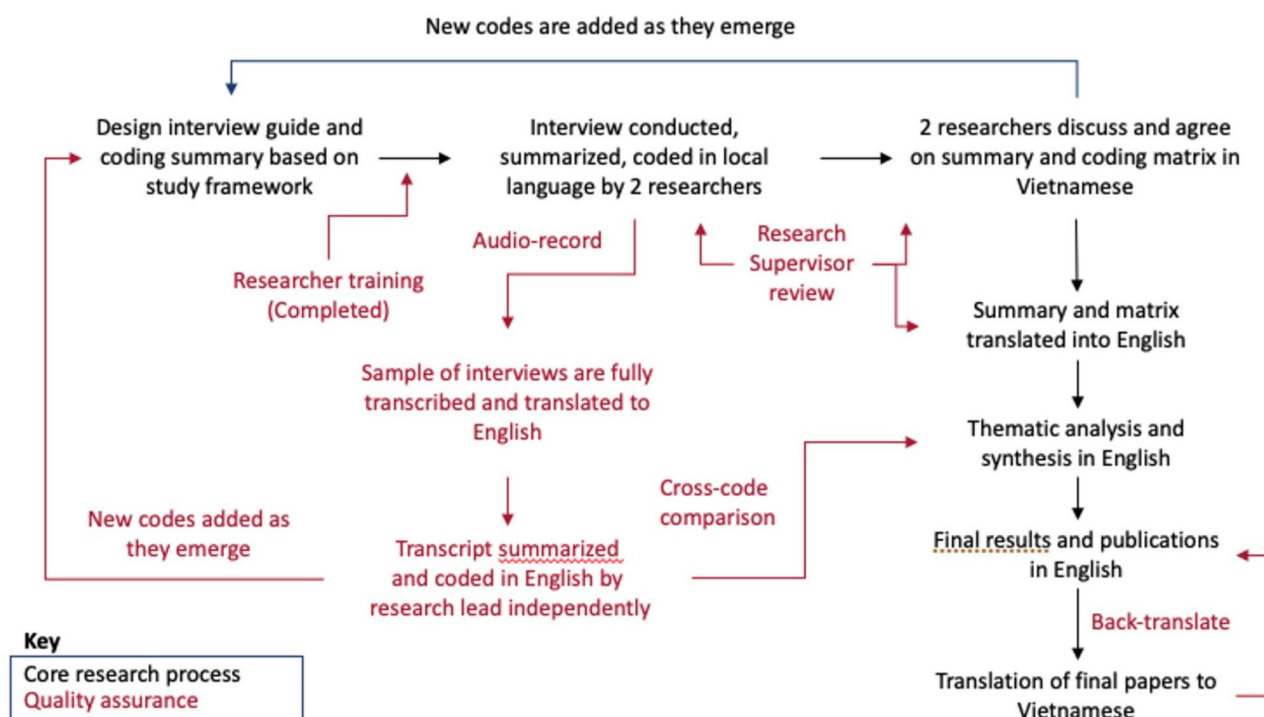 New codes are added as they emerge
Design interview guide and
coding summary based on
study framework
Interview conducted,
summarized, coded in local
language by 2 researchers
2 researchers discuss and agree
on summary and coding matrix in
Vietnamese
Audio-record
Research
Supervisor
review
Researcher training
(Completed)
Summary and matrix
translated into English
Sample of interviews are fully
transcribed and translated to
English
Thematic analysis and
synthesis in English
Cross-code
comparison
New codes added as
they emerge
Transcript summarized
and coded in English by
research lead independently
Final results and publications
in English
Back-translate
Translation of final papers to
Vietnamese
Key
Core research process
Quality assurance